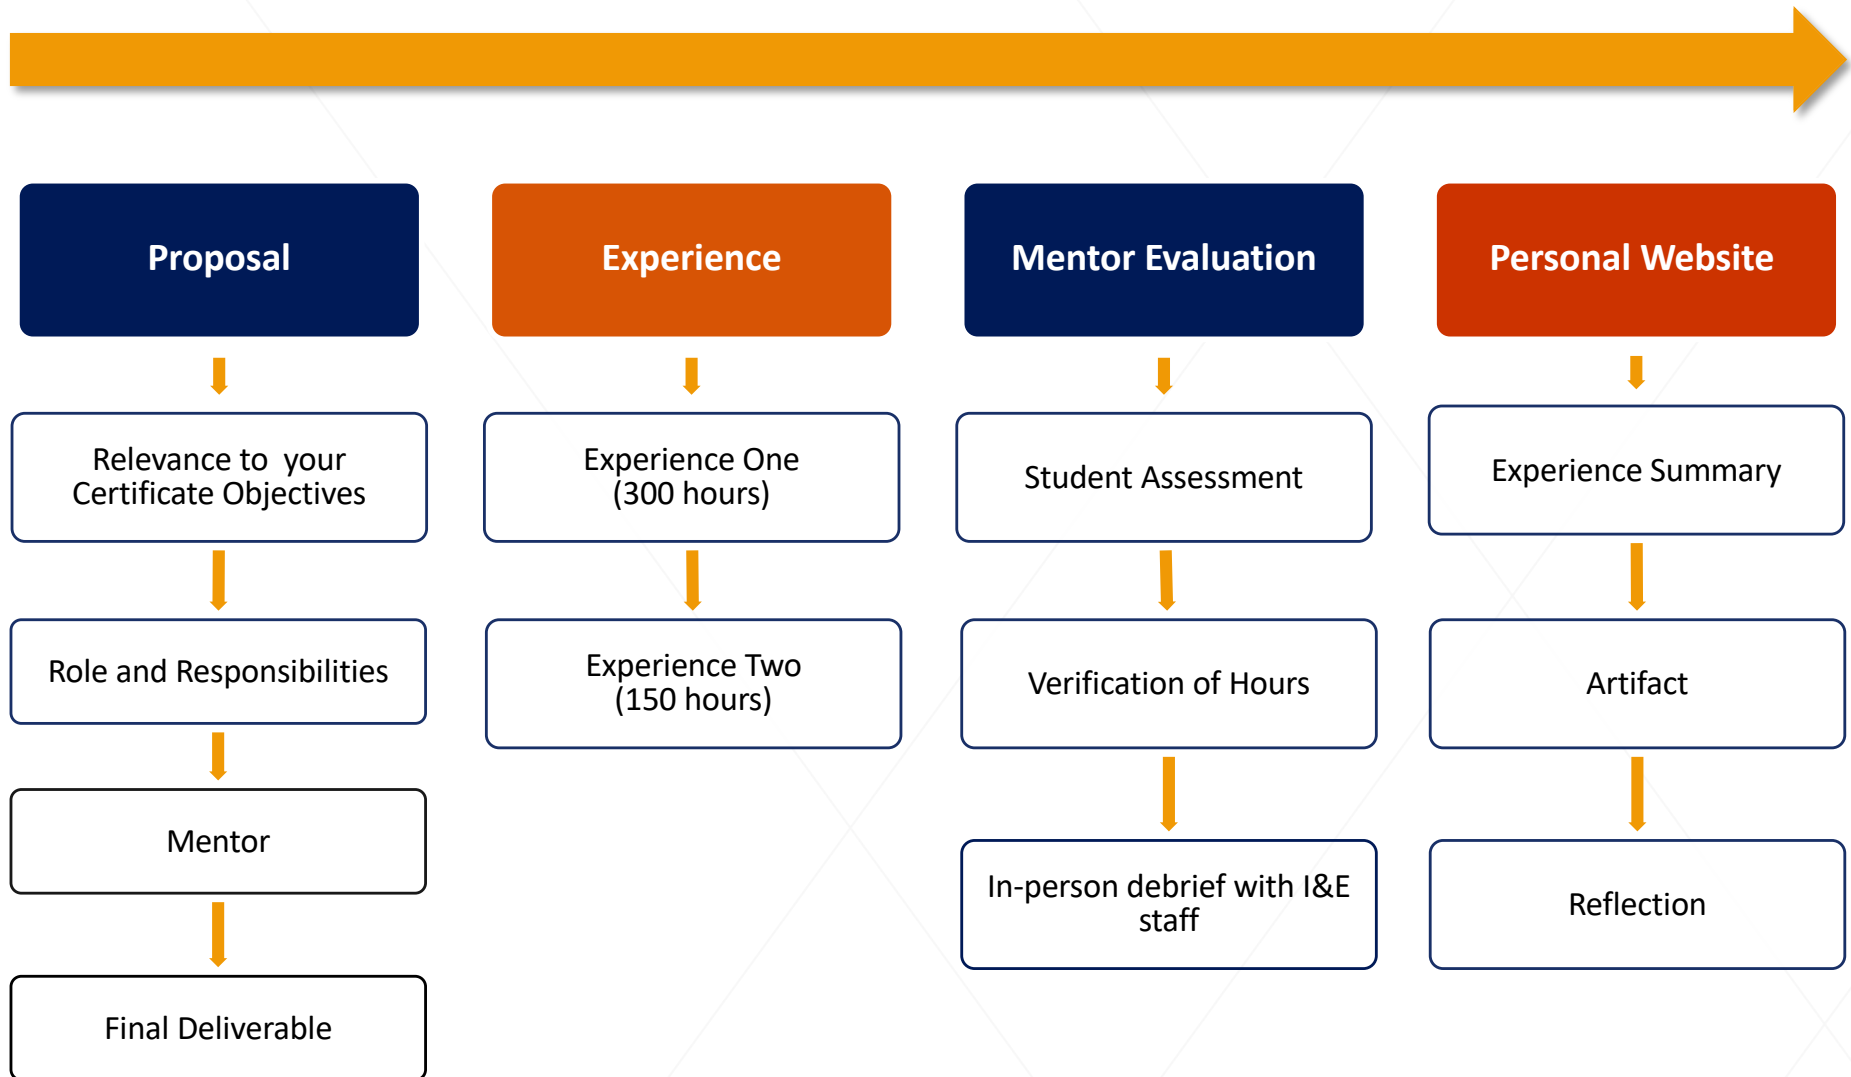 Proposal
Relevance to your
Certificate Objectives
Role and Responsibilities
Mentor
Final Deliverable
Experience
Experience One
(300 hours)
Experience Two
(150 hours)
Mentor Evaluation
Student Assessment
Verification of Hours
In-person debrief with I&E
staff
Personal Website
Experience Summary
Artifact
Reflection